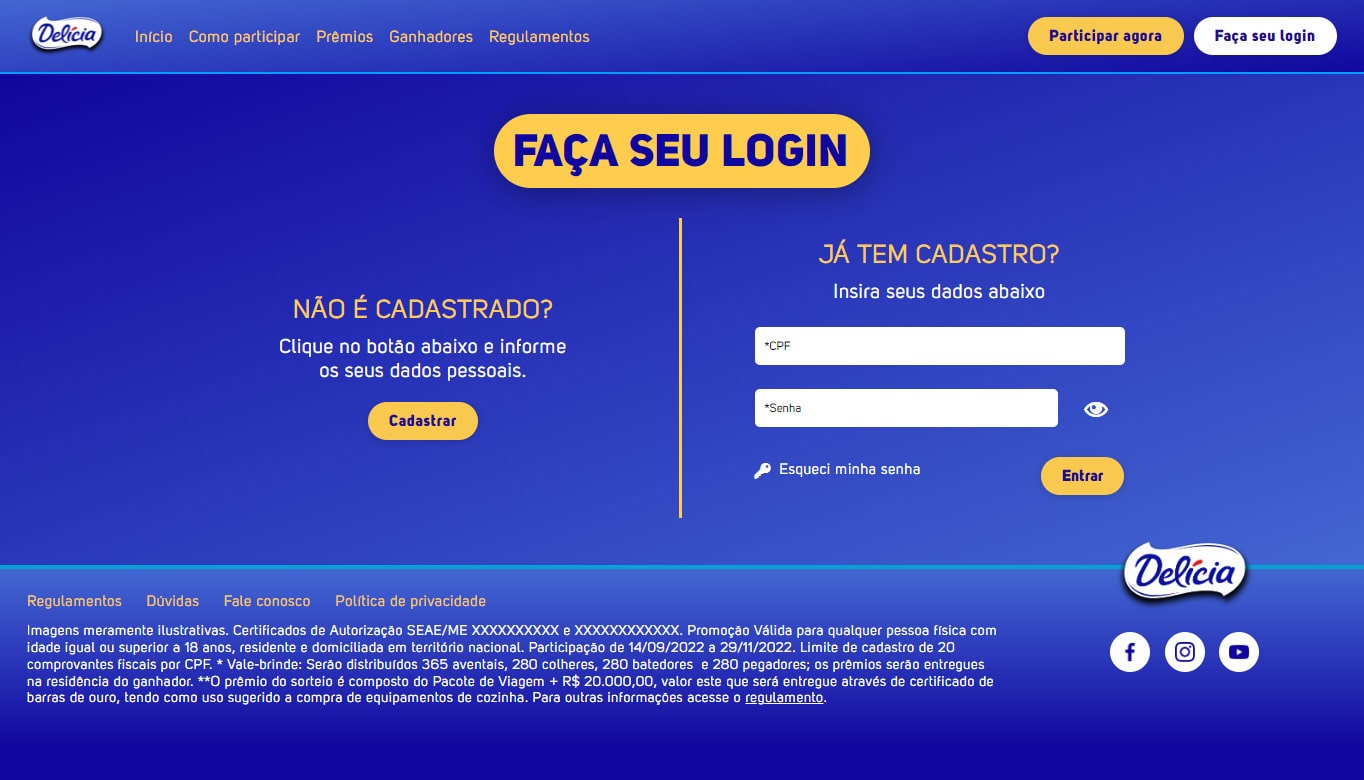 Delícia
Início Como participar Prêmios Ganhadores Regulamentos
Participar agora
Faça seu login
FAÇA SEU LOGIN
NÃO É CADASTRADO?
Clique no botão abaixo e informe
os seus dados pessoais.
Cadastrar
JÁ TEM CADASTRO?
Insira seus dados abaixo
*CPF
*Senha
Esqueci minha senha
Entrar
Delícia
Regulamentos Dúvidas Fale conosco Política de privacidade
Imagens meramente ilustrativas. Certificados de Autorização SEAE/ME XXXXXXXXXX e XXXXXXXXXXXX. Promoção Válida para qualquer pessoa física com
idade igual ou superior a 18 anos, residente e domiciliada em território nacional. Participação de 14/09/2022 a 29/11/2022. Limite de cadastro de 20
comprovantes fiscais por CPF. * Vale-brinde: Serão distribuídos 365 aventais, 280 colheres, 280 batedores e 280 pegadores; os prêmios serão entregues
na residência do ganhador. **O prêmio do sorteio é composto do Pacote de Viagem + R$ 20.000,00, valor este que será entregue através de certificado de
barras de ouro, tendo como uso sugerido a compra de equipamentos de cozinha. Para outras informações acesse o regulamento.